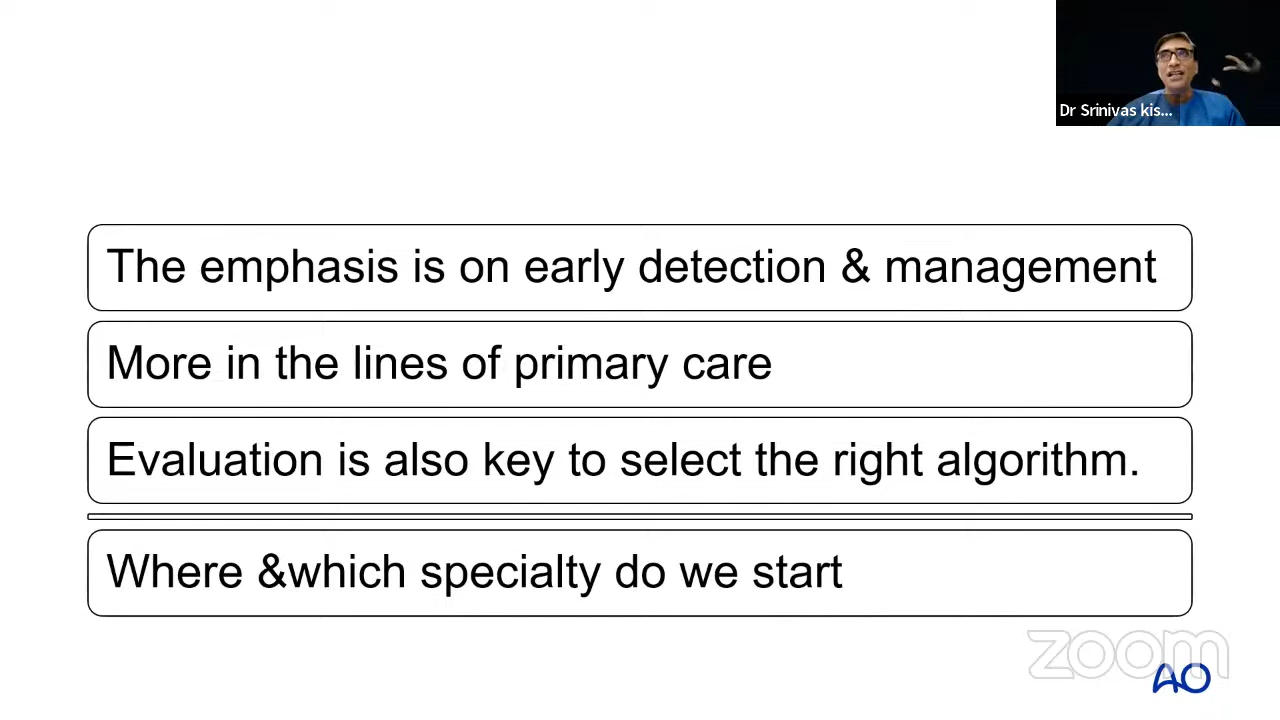 Dr Srinivas kis...
The emphasis is on early detection & management
More in the lines of primary care
Evaluation is also key to select the right algorithm.
Where &which specialty do we start
zoom
AO